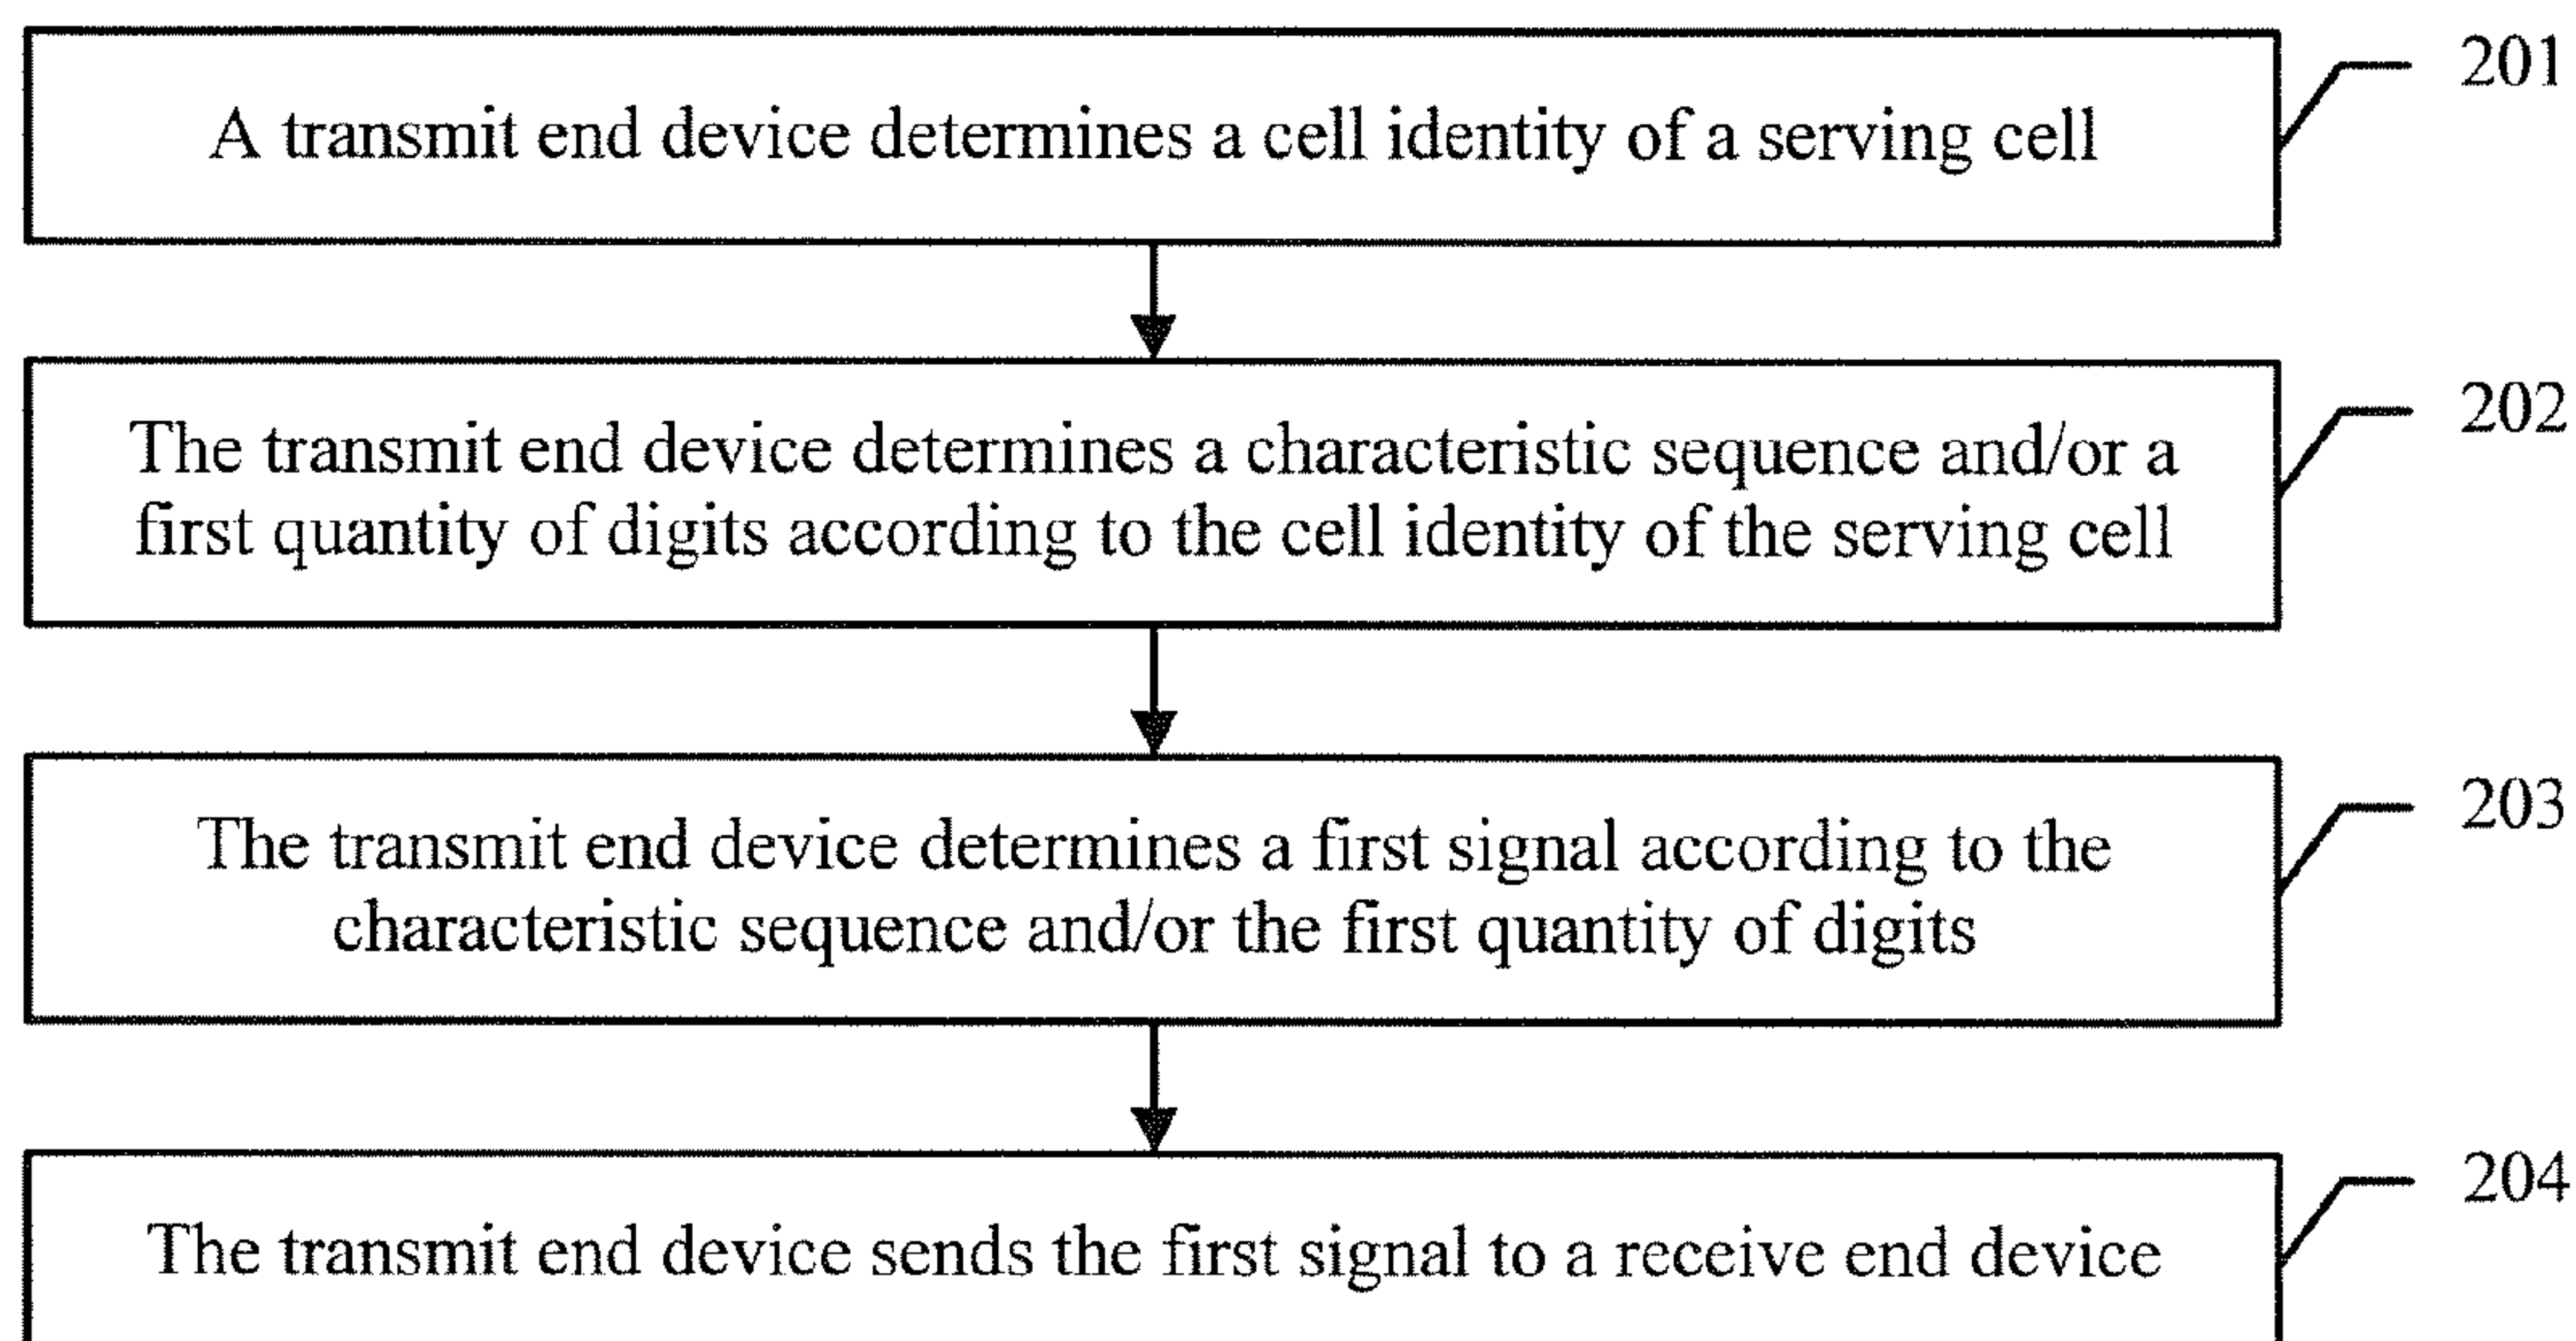 A transmit end device determines a cell identity of a serving cell
201
The transmit end device determines a characteristic sequence and/or a
first quantity of digits according to the cell identity of the serving cell
202
The transmit end device determines a first signal according to the
characteristic sequence and/or the first quantity of digits
203
The transmit end device sends the first signal to a receive end device
204